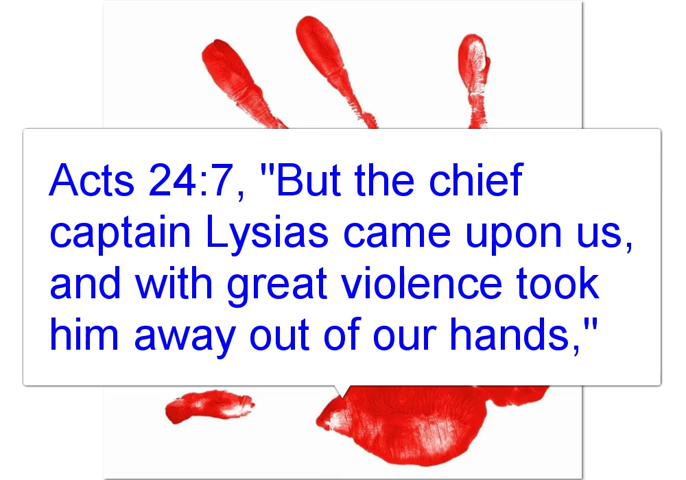 Acts 24:7, "But the chief
captain Lysias came upon us,
and with great violence took
him away out of our hands,"